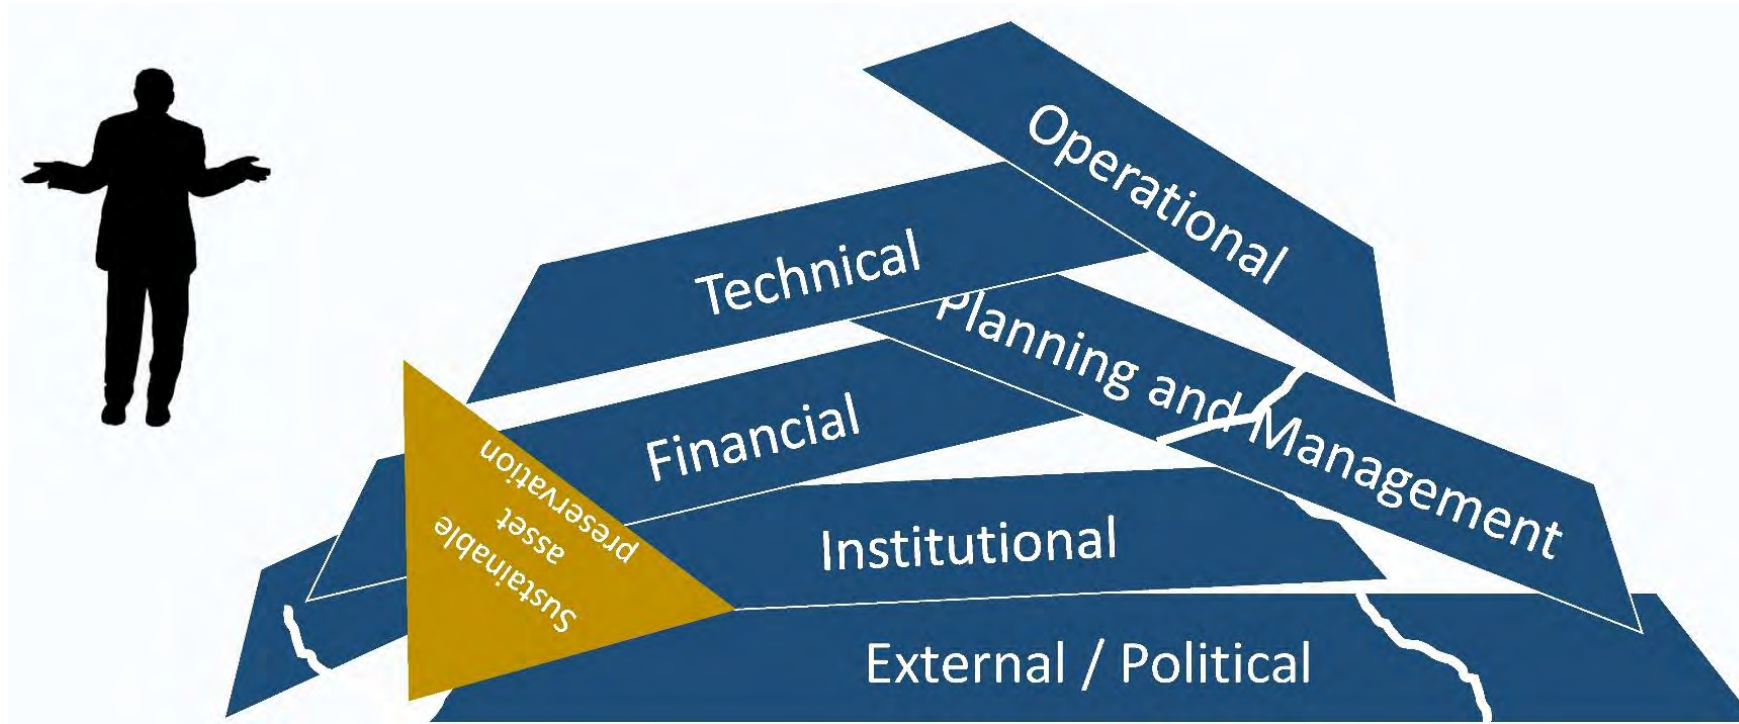 Operational
Technical
Planning and Management
Financial
Sustainable
asset
preservation
Institutional
External / Political